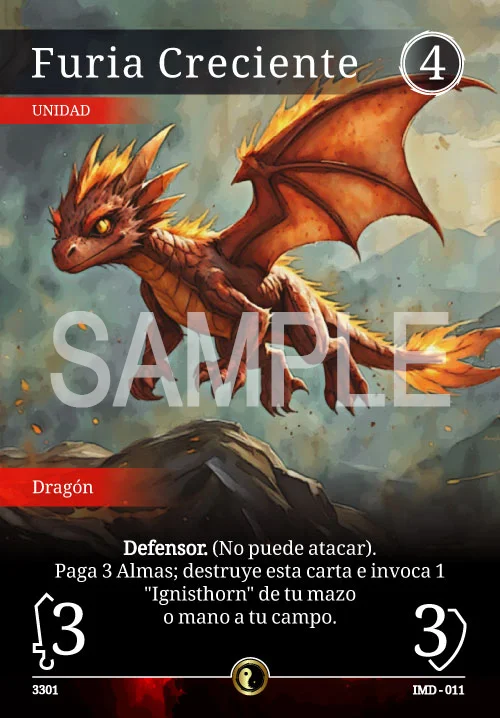 Furia Creciente
4
UNIDAD
SAMPLE
Dragón
Defensor. (No puede atacar).
Paga 3 Almas; destruye esta carta e invoca 1
"Ignisthorn" de tu mazo
o mano a tu campo.
3
3
3301
IMD - 011